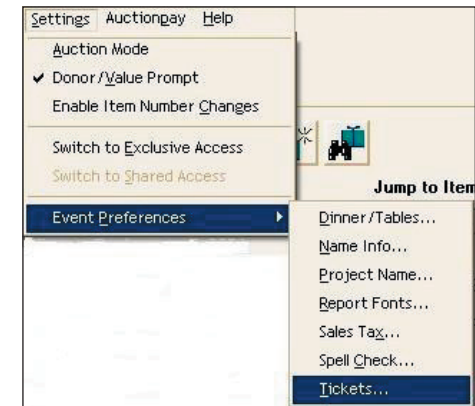 Settings Auctionpay Help
Auction Mode
✔ Donor/Value Prompt
Enable Item Number Changes
Switch to Exclusive Access
Switch to Shared Access
Jump to Item
Event Preferences
Dinner/Tables...
Name Info...
Project Name...
Report Fonts...
Sales Tax...
Spell Check...
Tickets...